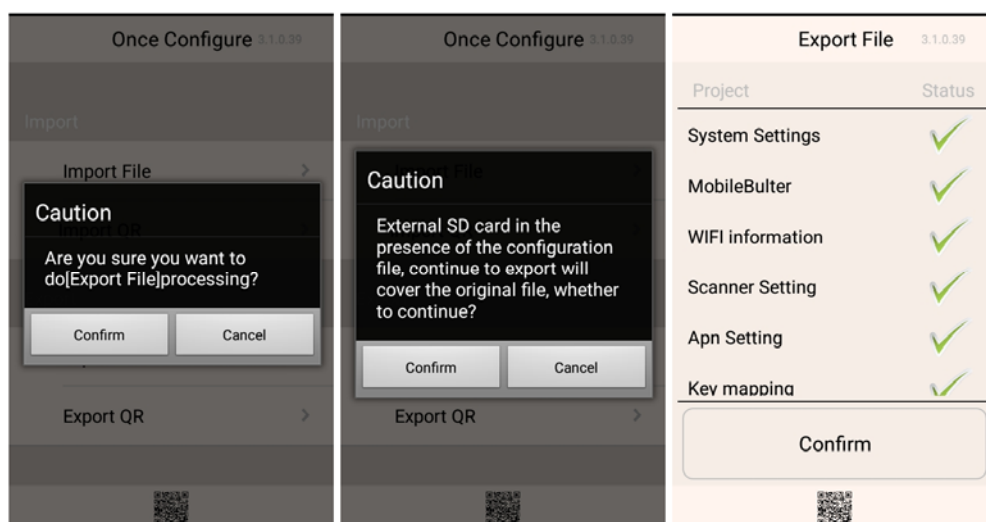 Once Configure 3.1.0.39
Import
Import File
Import QR
Caution
Are you sure you want to
do[Export File]processing?
Confirm
Cancel
Export QR
Once Configure 3.1.0.39
Import
File
Caution
External SD card in the
presence of the configuration
file, continue to export will
cover the original file, whether
to continue?
Confirm
Cancel
Export QR
Export File 3.1.0.39
Project Status
System Settings
MobileBulter
WIFI information
Scanner Setting
Apn Setting
Key mapping
Confirm